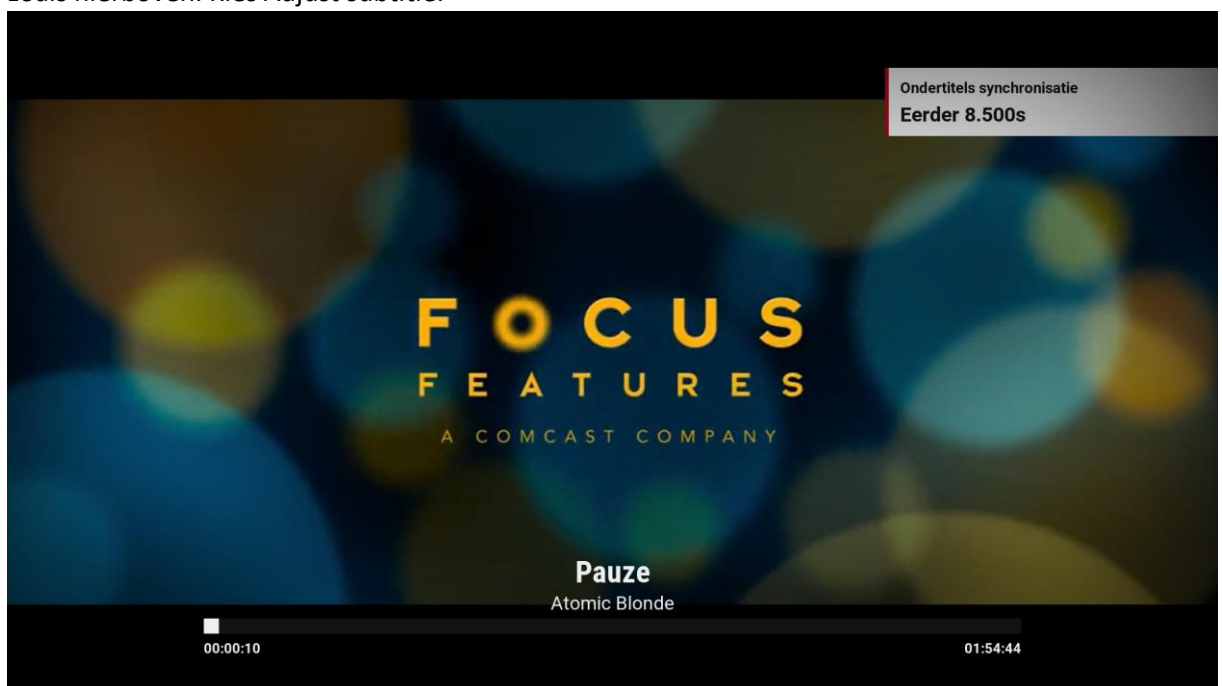 Ondertitels synchronisatie
Eerder 8.500s
FOCUS
FEATURES
A COMCAST COMPANY
Pauze
Atomic Blonde
00:00:10
01:54:44